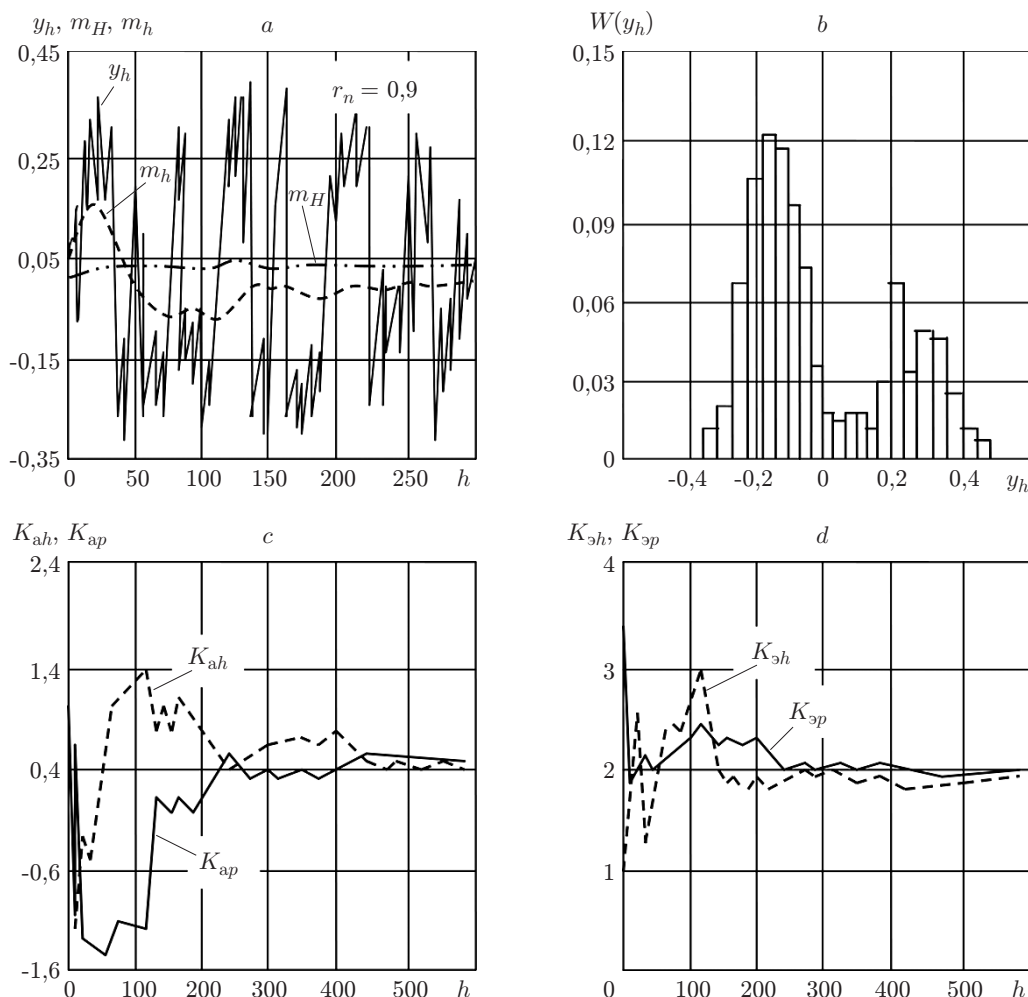 y_h, m_H, m_h
a
0,45
y_h
r_n = 0,9
0,25
m_h
m_H
0,05
-0,15
-0,35
0 50 100 150 200 250 h
W(y_h)
b
0,15
0,12
0,09
0,06
0,03
0
-0,4 -0,2 0 0,2 0,4 y_h
K_аh, K_аp
c
2,4
1,4
K_аh
0,4
-0,6
K_аp
-1,6
0 100 200 300 400 500 h
K_эh, K_эp
d
4
K_эh
3
K_эp
2
1
0 100 200 300 400 500 h